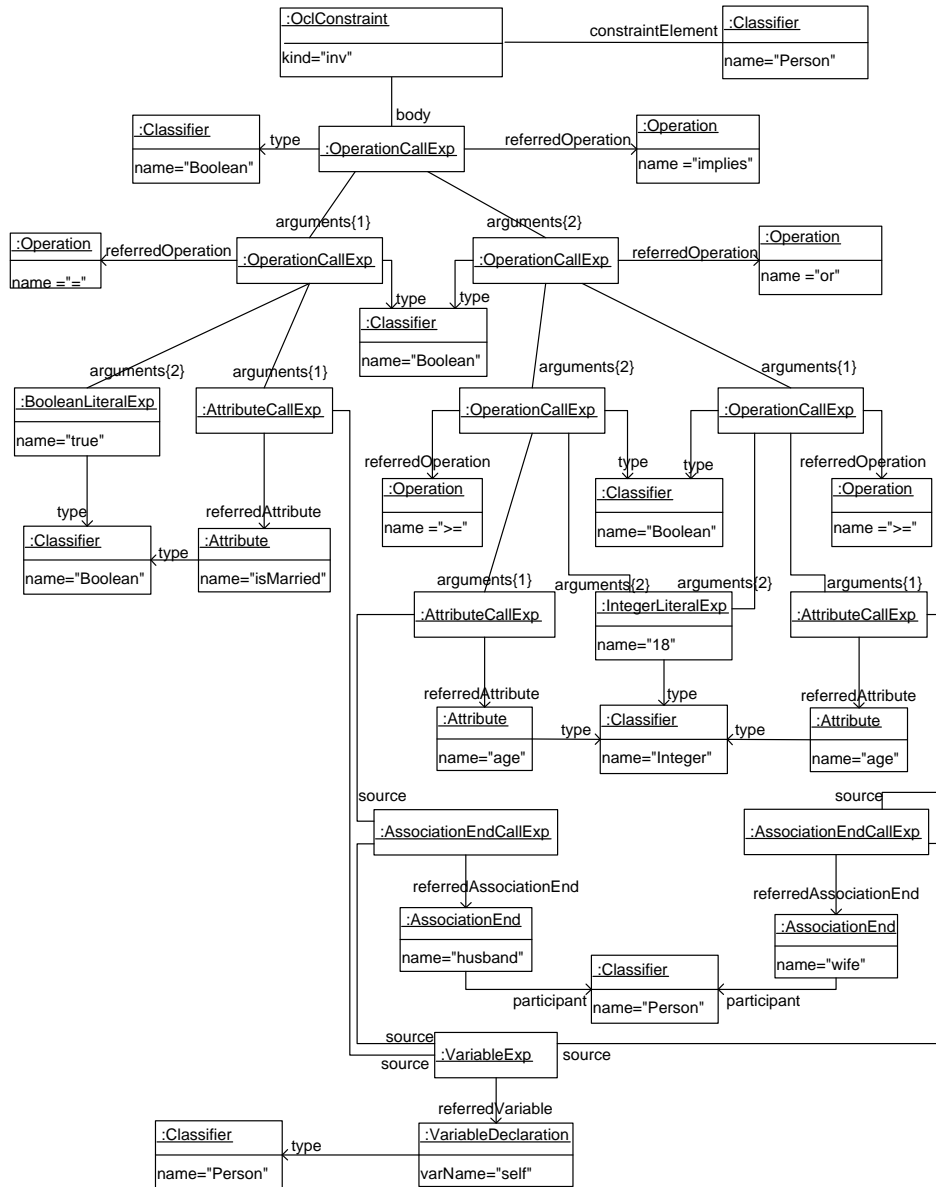 :OclConstraint
kind="inv"
constraintElement
:Classifier
name="Person"
body
:Classifier
name="Boolean"
type
:OperationCallExp
referredOperation
:Operation
name ="implies"
arguments{1}
arguments{2}
:Operation
name ="="
referredOperation
:OperationCallExp
:OperationCallExp
referredOperation
:Operation
name ="or"
type
type
:Classifier
name="Boolean"
arguments{2}
arguments{1}
arguments{2}
arguments{1}
:BooleanLiteralExp
name="true"
:AttributeCallExp
:OperationCallExp
:OperationCallExp
referredOperation
type
type
referredOperation
:Operation
name =">="
:Classifier
name="Boolean"
:Operation
name =">="
type
referredAttribute
:Classifier
name="Boolean"
type
:Attribute
name="isMarried"
arguments{1}
arguments{2}
arguments{2}
arguments{1}
:AttributeCallExp
:IntegerLiteralExp
name="18"
:AttributeCallExp
referredAttribute
type
referredAttribute
:Attribute
name="age"
type
:Classifier
name="Integer"
type
:Attribute
name="age"
source
source
:AssociationEndCallExp
:AssociationEndCallExp
referredAssociationEnd
referredAssociationEnd
:AssociationEnd
name="husband"
:AssociationEnd
name="wife"
:Classifier
name="Person"
participant
participant
source
source
:VariableExp
source
referredVariable
:Classifier
name="Person"
type
:VariableDeclaration
varName="self"